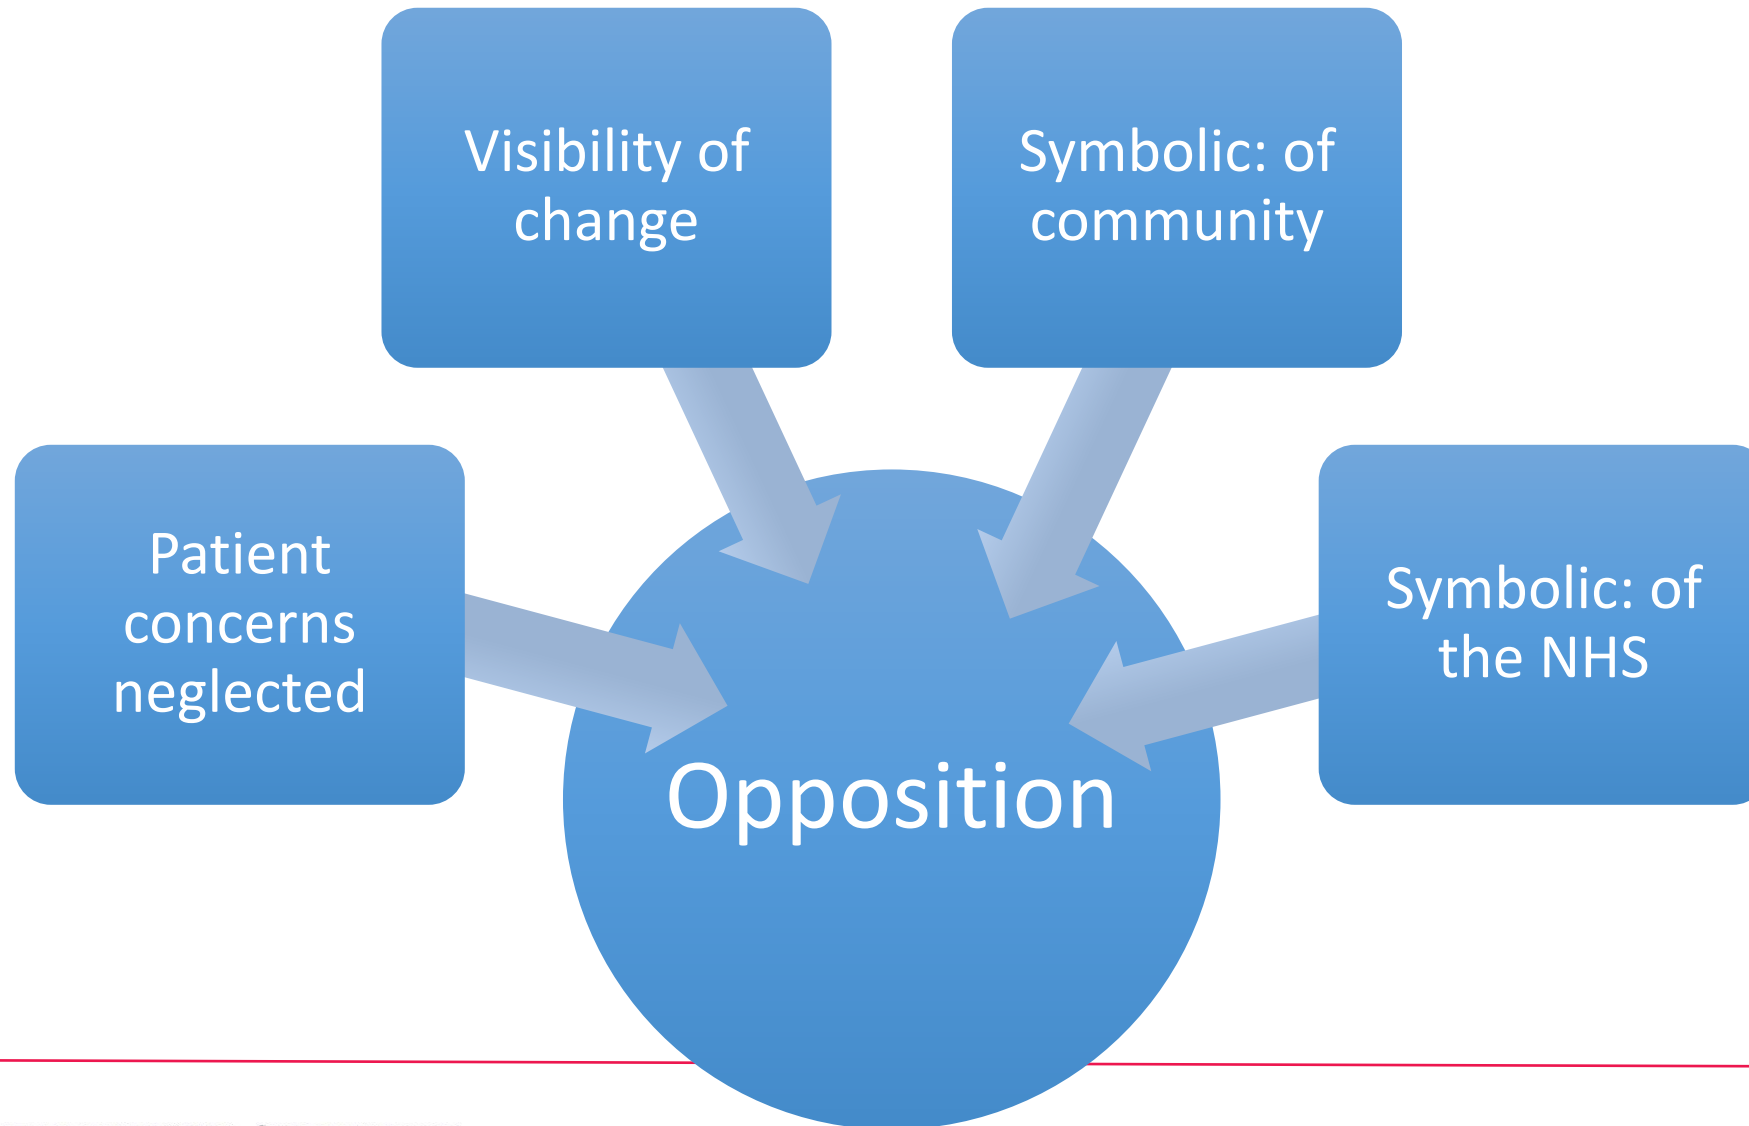 Visibility of
change
Symbolic: of
community
Patient
concerns
neglected
Symbolic: of
the NHS
Opposition